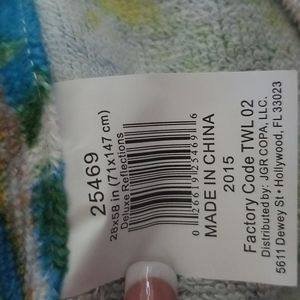 25469
28x58 in (71x147 cm)
Deluxe Reflections
0 26619 25469 6
MADE IN CHINA
2015
Factory Code TWL 02
Distributed by: JGR COPA, LLC.
5611 Dewey St • Hollywood, FL 33023